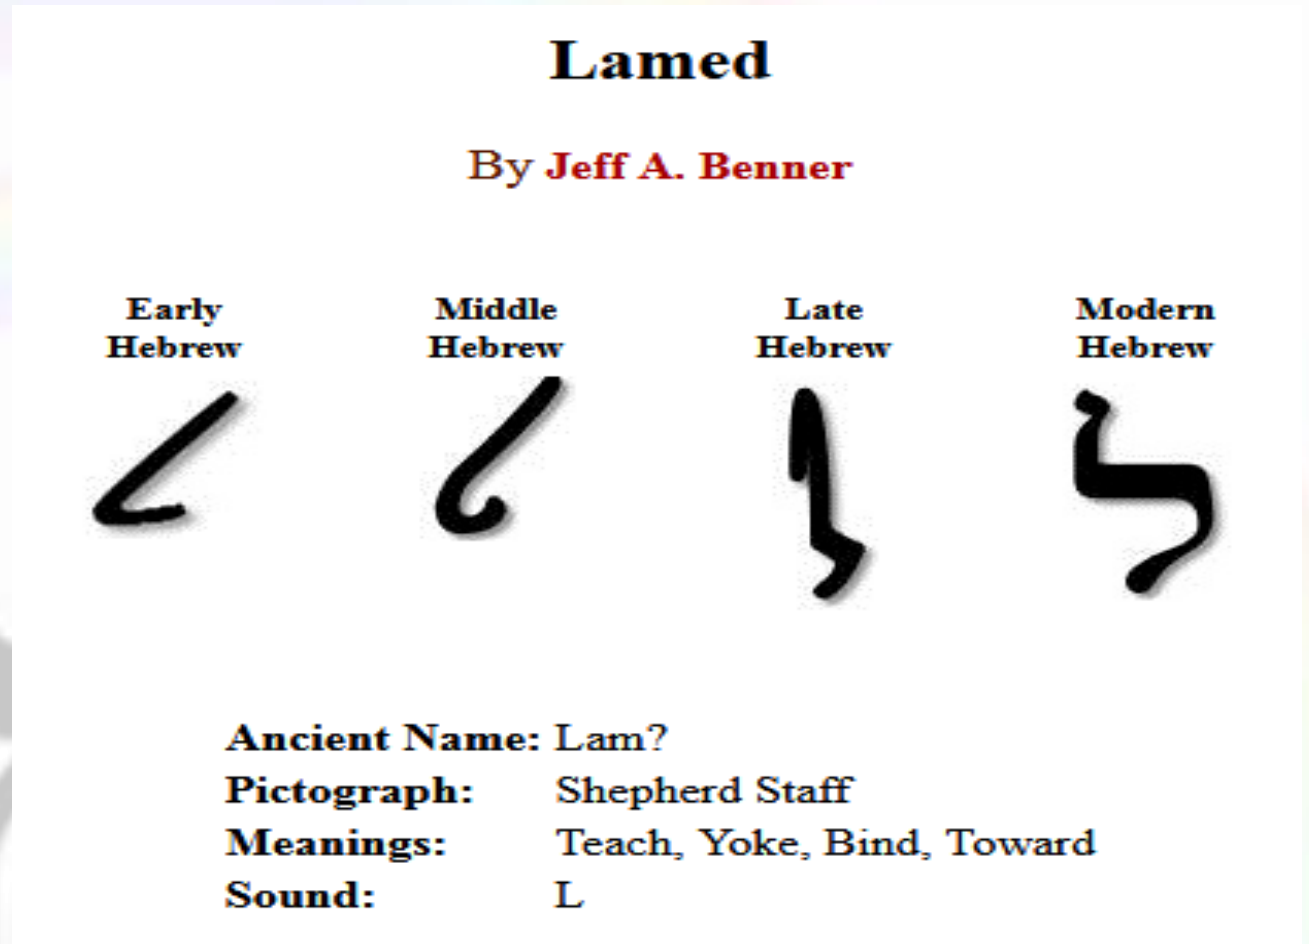 Lamed
By Jeff A. Benner
Early Hebrew
Middle Hebrew
Late Hebrew
Modern Hebrew
𐤋 𐤋 ל ל
Ancient Name: Lam?
Pictograph: Shepherd Staff
Meanings: Teach, Yoke, Bind, Toward
Sound: L